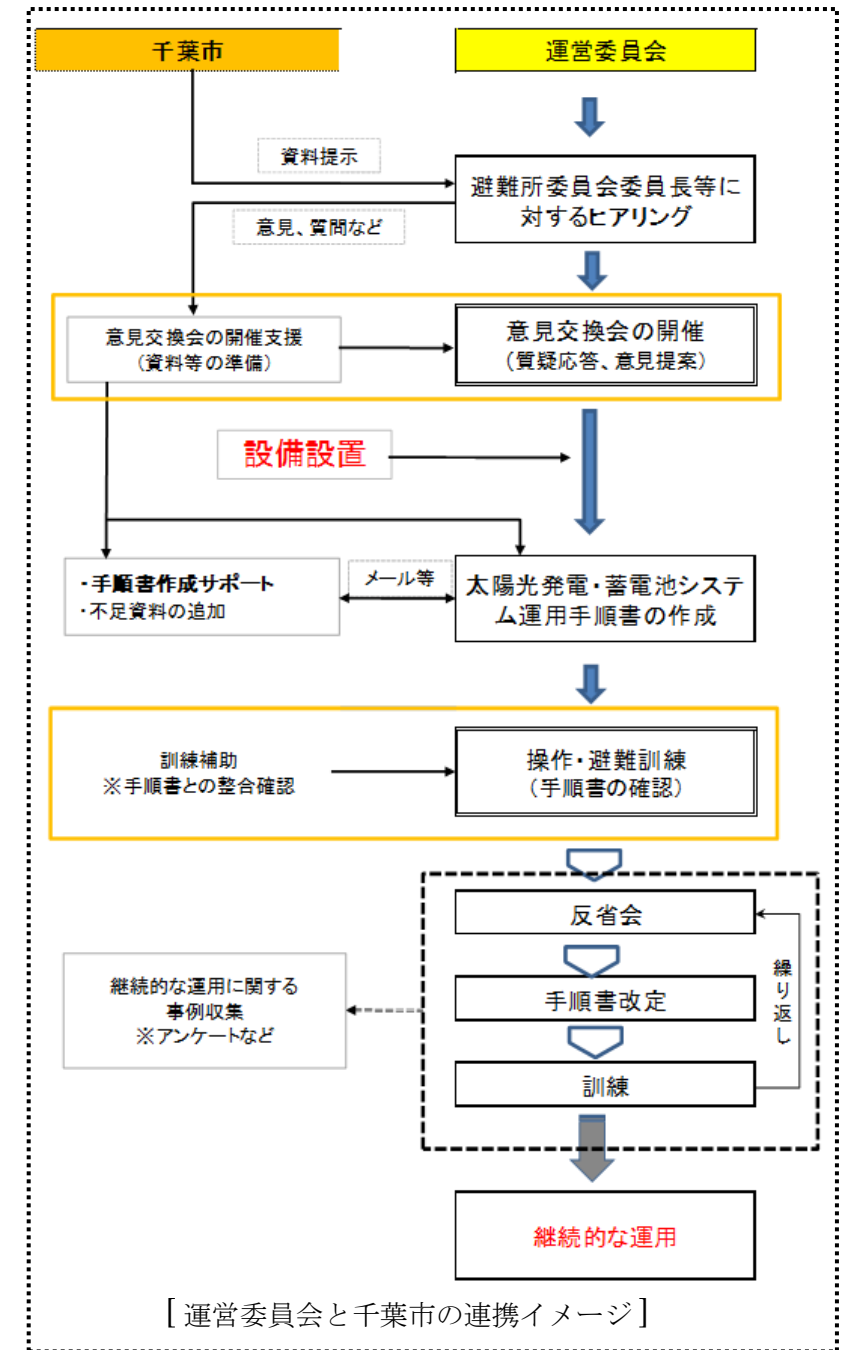 千葉市
運営委員会
資料提示
避難所委員会委員長等に
対するヒアリング
意見、質問など
意見交換会の開催支援
(資料等の準備)
意見交換会の開催
(質疑応答、意見提案)
設備設置
・手順書作成サポート
・不足資料の追加
メール等
太陽光発電・蓄電池システ
ム運用手順書の作成
訓練補助
※手順書との整合確認
操作・避難訓練
(手順書の確認)
反省会
手順書改定
訓練
繰り返し
継続的な運用に関する
事例収集
※アンケートなど
継続的な運用
[ 運営委員会と千葉市の連携イメージ ]